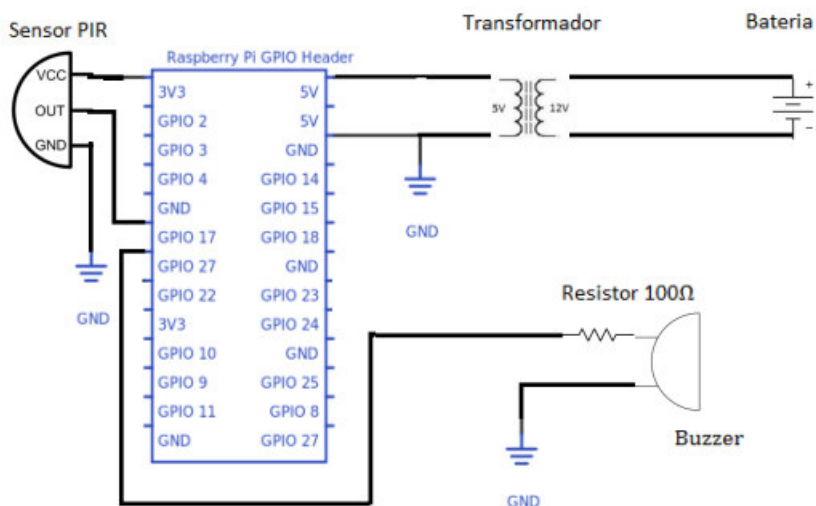 Transformador
Bateria
Sensor PIR
Raspberry Pi GPIO Header
VCC
OUT
GND
3V3
GPIO 2
GPIO 3
GPIO 4
GND
GPIO 17
GPIO 27
GPIO 22
3V3
GPIO 10
GPIO 9
GPIO 11
GND
5V
5V
GND
GPIO 14
GPIO 15
GPIO 18
GND
GPIO 23
GPIO 24
GND
GPIO 25
GPIO 8
GPIO 27
5V
12V
+
−
GND
GND
Resistor 100Ω
Buzzer
GND